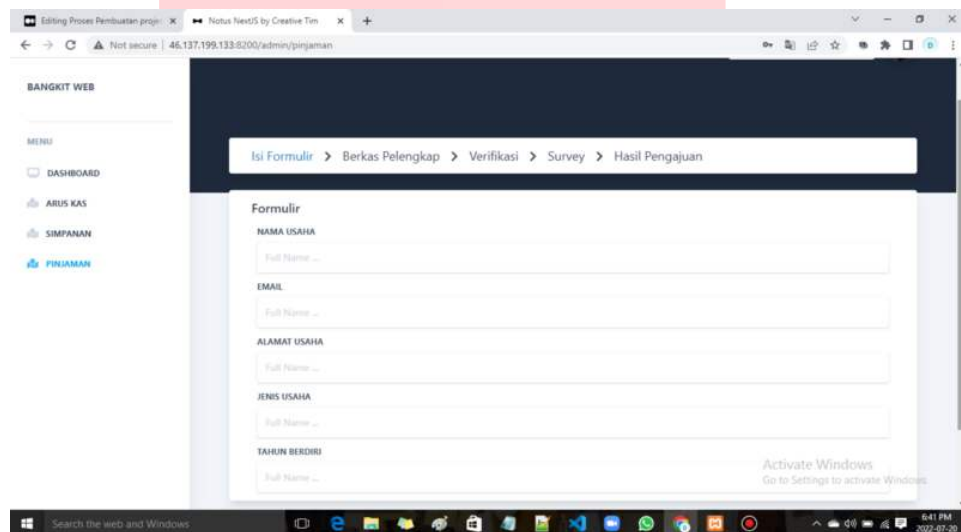 Editing Proses Pembuatan proje
Notus NextJS by Creative Tim
Not secure | 46.137.199.133:8200/admin/pinjaman
BANGKIT WEB
MENU
DASHBOARD
ARUS KAS
SIMPANAN
PINJAMAN
Isi Formulir > Berkas Pelengkap > Verifikasi > Survey > Hasil Pengajuan
Formulir
NAMA USAHA
Full Name ...
EMAIL
Full Name ...
ALAMAT USAHA
Full Name ...
JENIS USAHA
Full Name ...
TAHUN BERDIRI
Full Name ...
Activate Windows
Go to Settings to activate Windows.
Search the web and Windows
6:41 PM
2022-07-20